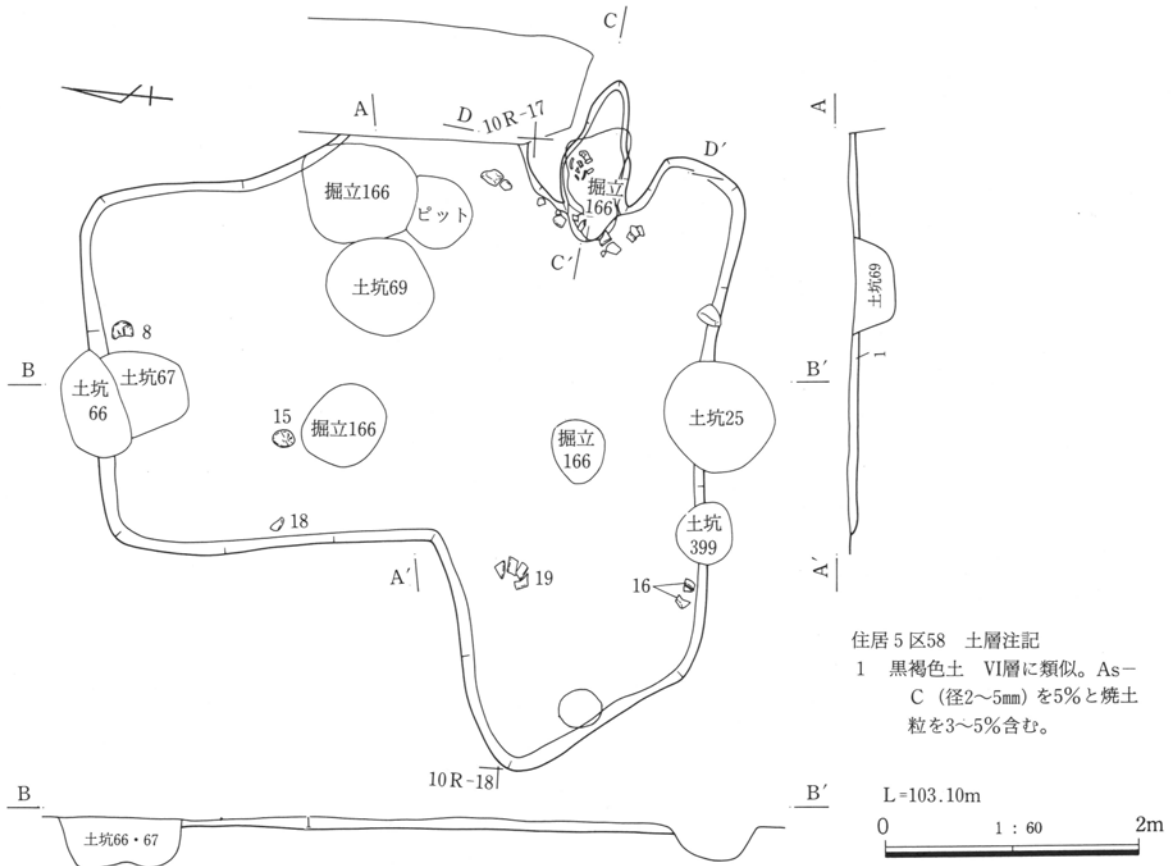 C
A
D
10R-17
A
D′
掘立166
ピット
掘立
166
C′
土坑69
土坑69
8
B
土坑67
土坑
66
B′
1
15
掘立166
掘立
166
土坑25
18
土坑
399
A′
19
16
A′
住居5区58 土層注記
1 黒褐色土 Ⅵ層に類似。As-
C(径2～5mm)を5%と焼土
粒を3～5%含む。
10R-18
B
B′
L=103.10m
土坑66・67
1
0
1:60
2m